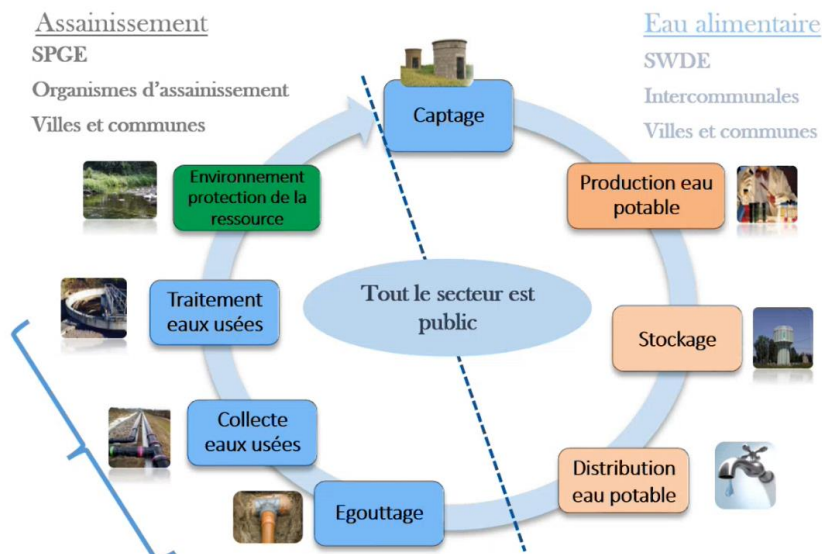 Assainissement
SPGE
Organismes d'assainissement
Villes et communes
Eau alimentaire
SWDE
Intercommunales
Villes et communes
Captage
Production eau
potable
Stockage
Distribution
eau potable
Egouttage
Collecte
eaux usées
Traitement
eaux usées
Environnement
protection de la
ressource
Tout le secteur est
public